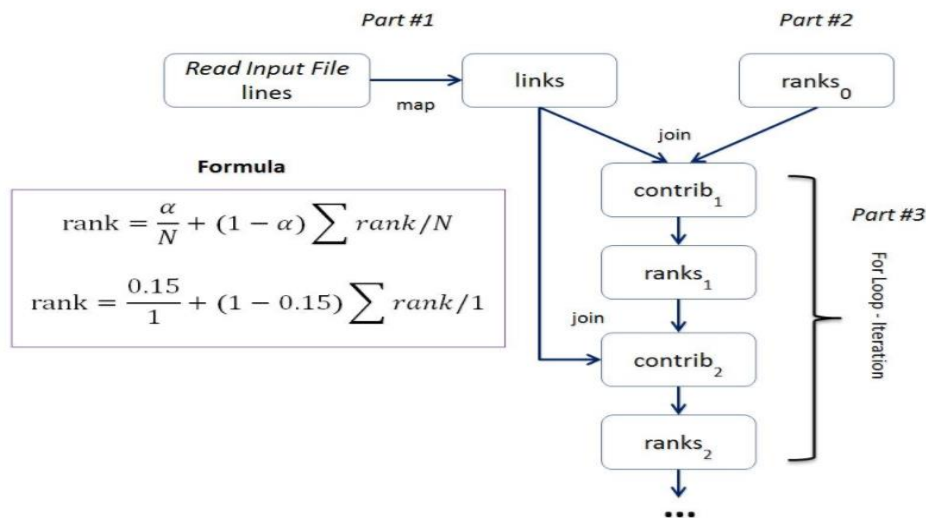 Part #1
Part #2
Read Input File
lines
map
links
ranks₀
join
Formula
rank = α/N + (1 − α) ∑ rank/N
rank = 0.15/1 + (1 − 0.15) ∑ rank/1
contrib₁
ranks₁
join
contrib₂
ranks₂
...
Part #3
For Loop - Iteration